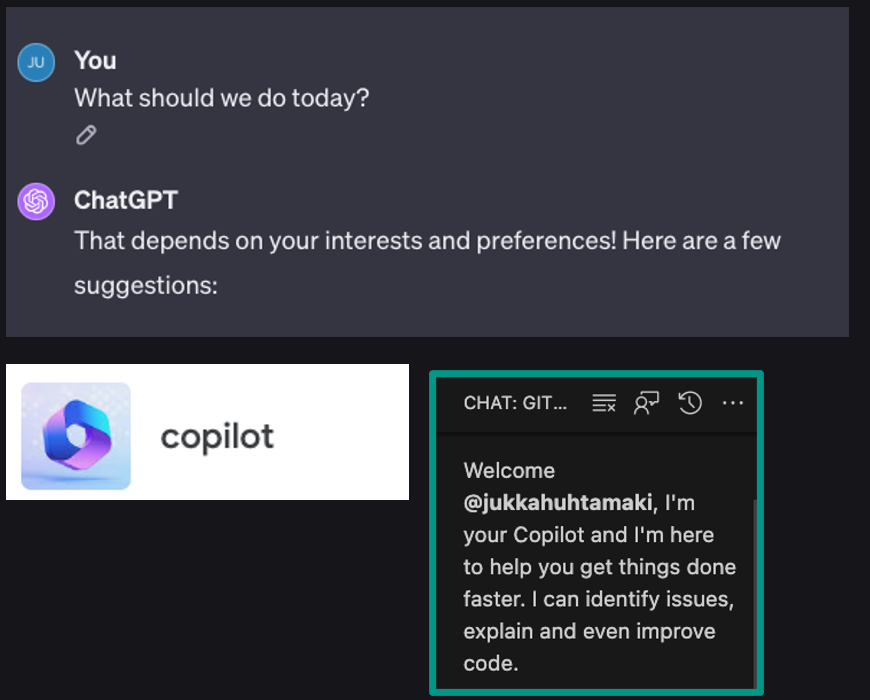 JU
You
What should we do today?
ChatGPT
That depends on your interests and preferences! Here are a few
suggestions:
copilot
CHAT: GIT...
Welcome
@jukkahuhtamaki, I'm
your Copilot and I'm here
to help you get things done
faster. I can identify issues,
explain and even improve
code.